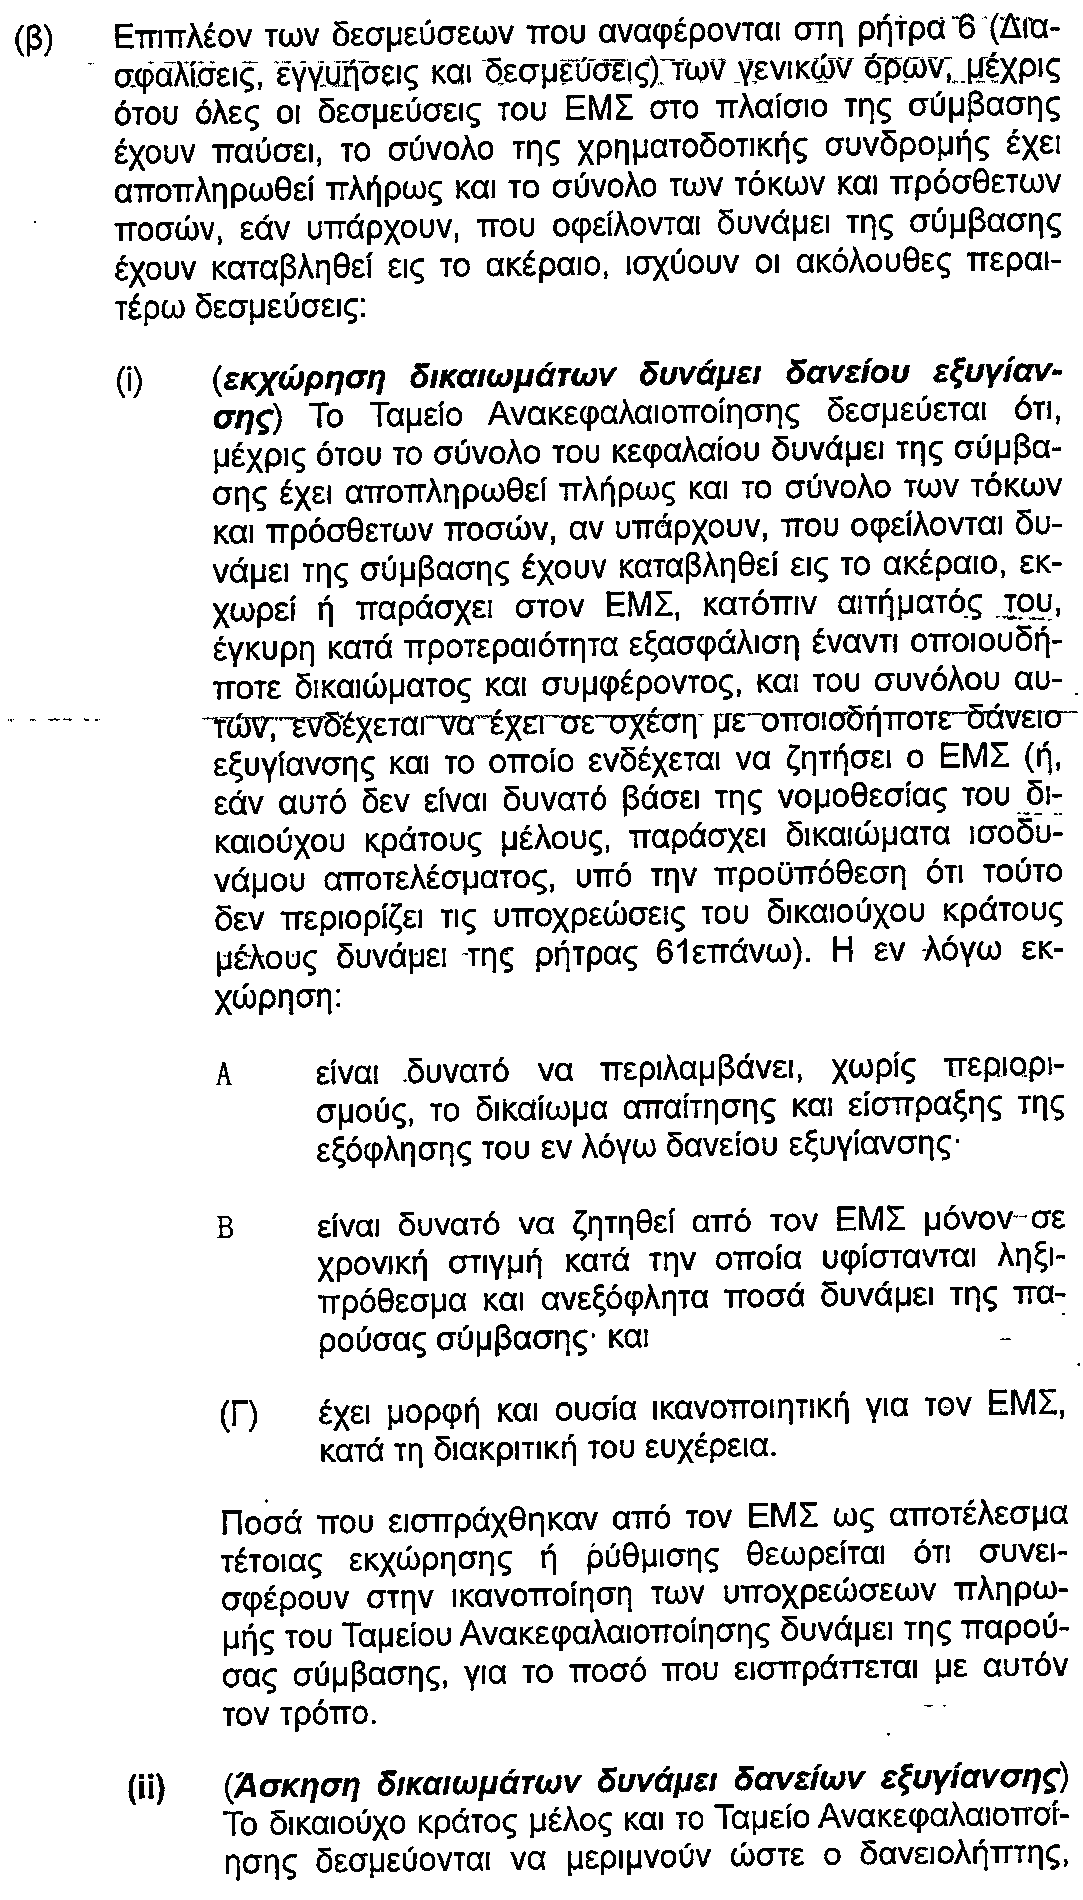 (β) Επιπλέον των δεσμεύσεων που αναφέρονται στη ρήτρα 6 (Δια-
σφαλίσεις, εγγυήσεις και δεσμεύσεις) των γενικών όρων, μέχρις
ότου όλες οι δεσμεύσεις του ΕΜΣ στο πλαίσιο της σύμβασης
έχουν παύσει, το σύνολο της χρηματοδοτικής συνδρομής έχει
αποπληρωθεί πλήρως και το σύνολο των τόκων και πρόσθετων
ποσών, εάν υπάρχουν, που οφείλονται δυνάμει της σύμβασης
έχουν καταβληθεί εις το ακέραιο, ισχύουν οι ακόλουθες περαι-
τέρω δεσμεύσεις:
(i) (εκχώρηση δικαιωμάτων δυνάμει δανείου εξυγίαν-
σης) Το Ταμείο Ανακεφαλαιοποίησης δεσμεύεται ότι,
μέχρις ότου το σύνολο του κεφαλαίου δυνάμει της σύμβα-
σης έχει αποπληρωθεί πλήρως και το σύνολο των τόκων
και πρόσθετων ποσών, αν υπάρχουν, που οφείλονται δυ-
νάμει της σύμβασης έχουν καταβληθεί εις το ακέραιο, εκ-
χωρεί ή παράσχει στον ΕΜΣ, κατόπιν αιτήματός του,
έγκυρη κατά προτεραιότητα εξασφάλιση έναντι οποιουδή-
ποτε δικαιώματος και συμφέροντος, και του συνόλου αυ-
τών, ενδέχεται να έχει σε σχέση με οποιοδήποτε δάνειο
εξυγίανσης και το οποίο ενδέχεται να ζητήσει ο ΕΜΣ (ή,
εάν αυτό δεν είναι δυνατό βάσει της νομοθεσίας του δι-
καιούχου κράτους μέλους, παράσχει δικαιώματα ισοδυ-
νάμου αποτελέσματος, υπό την προϋπόθεση ότι τούτο
δεν περιορίζει τις υποχρεώσεις του δικαιούχου κράτους
μέλους δυνάμει της ρήτρας 61επάνω). Η εν λόγω εκ-
χώρηση:
Α είναι δυνατό να περιλαμβάνει, χωρίς περιορι-
σμούς, το δικαίωμα απαίτησης και είσπραξης της
εξόφλησης του εν λόγω δανείου εξυγίανσης·
Β είναι δυνατό να ζητηθεί από τον ΕΜΣ μόνον σε
χρονική στιγμή κατά την οποία υφίστανται ληξι-
πρόθεσμα και ανεξόφλητα ποσά δυνάμει της πα-
ρούσας σύμβασης· και
(Γ) έχει μορφή και ουσία ικανοποιητική για τον ΕΜΣ,
κατά τη διακριτική του ευχέρεια.
Ποσά που εισπράχθηκαν από τον ΕΜΣ ως αποτέλεσμα
τέτοιας εκχώρησης ή ρύθμισης θεωρείται ότι συνει-
σφέρουν στην ικανοποίηση των υποχρεώσεων πληρω-
μής του Ταμείου Ανακεφαλαιοποίησης δυνάμει της παρού-
σας σύμβασης, για το ποσό που εισπράττεται με αυτόν
τον τρόπο.
(ii) (Άσκηση δικαιωμάτων δυνάμει δανείων εξυγίανσης)
Το δικαιούχο κράτος μέλος και το Ταμείο Ανακεφαλαιοποί-
ησης δεσμεύονται να μεριμνούν ώστε ο δανειολήπτης,